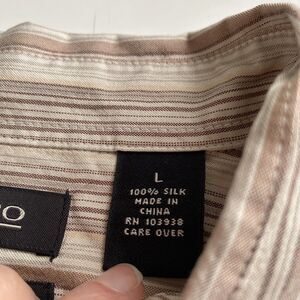 L
100% SILK
MADE IN
CHINA
RN 103938
CARE OVER